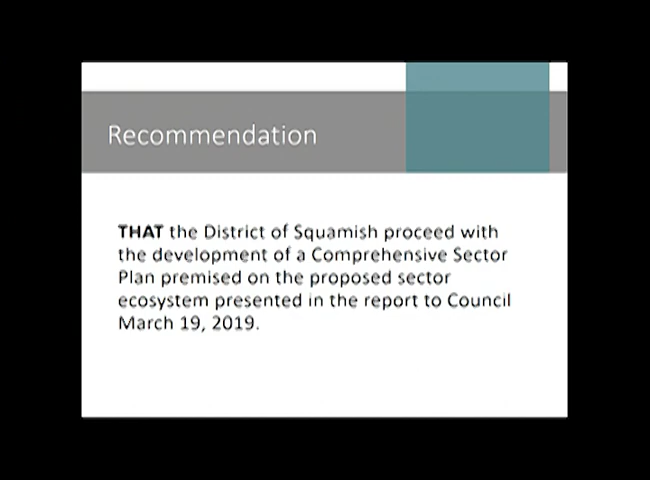 Recommendation
THAT the District of Squamish proceed with
the development of a Comprehensive Sector
Plan premised on the proposed sector
ecosystem presented in the report to Council
March 19, 2019.